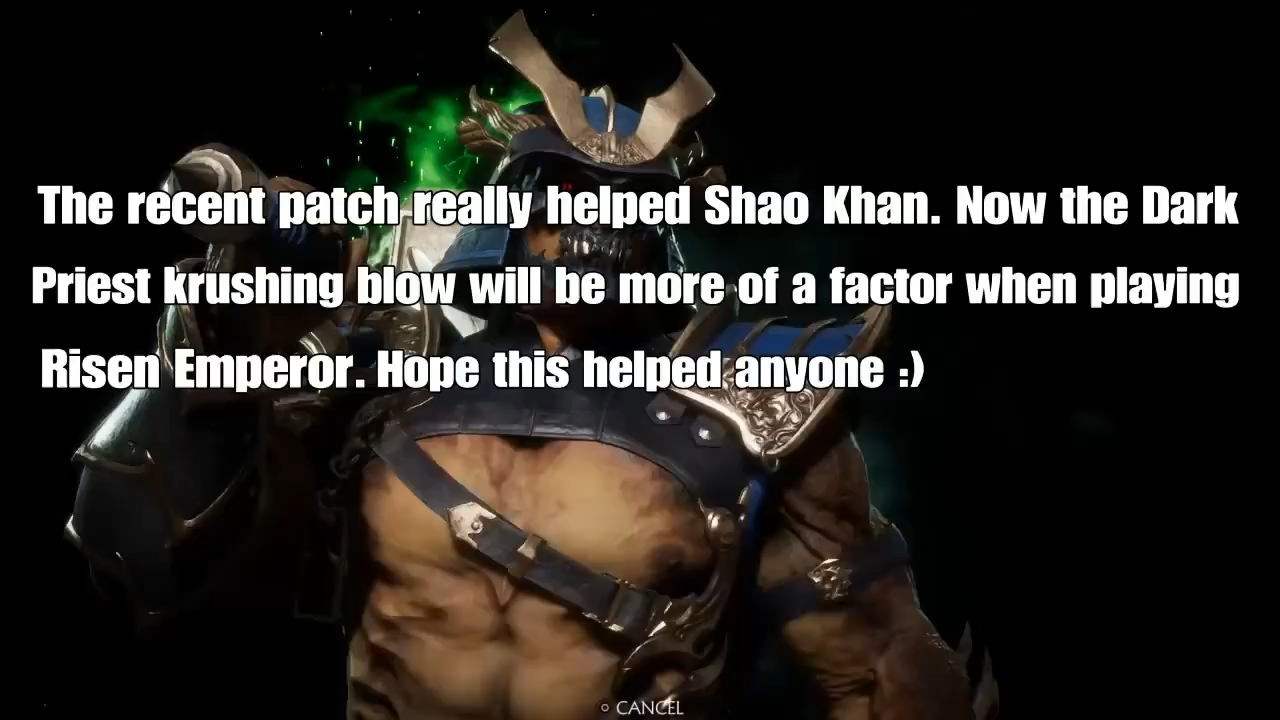 The recent patch really helped Shao Khan. Now the Dark
Priest krushing blow will be more of a factor when playing
Risen Emperor. Hope this helped anyone :)
CANCEL